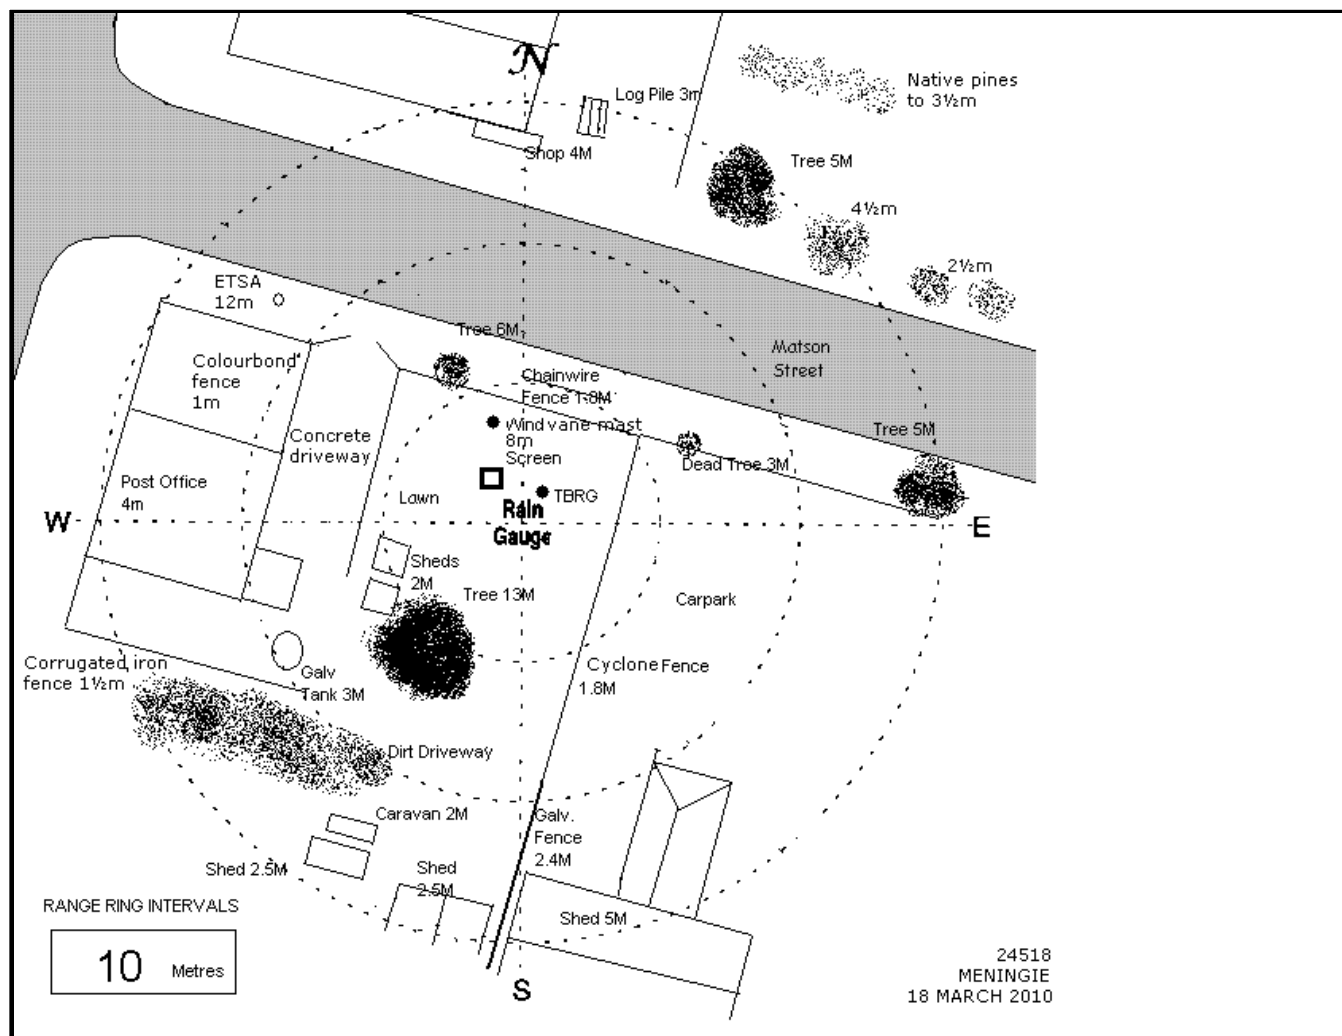 N
Log Pile 3m
Native pines
to 3½m
Shop 4M
Tree 5M
4½m
2½m
ETSA
12m
Tree 6M
Matson
Street
Colourbond
fence
1m
Chainwire
Fence 1.8M
Wind vane mast
8m
Screen
Concrete
driveway
Tree 5M
Dead Tree 3M
Post Office
4m
Lawn
TBRG
Rain
Gauge
W
E
Sheds
2M
Tree 13M
Carpark
Corrugated iron
fence 1½m
Galv
Tank 3M
Cyclone Fence
1.8M
Dirt Driveway
Caravan 2M
Galv.
Fence
2.4M
Shed 2.5M
Shed
2.5M
Shed 5M
RANGE RING INTERVALS
10 Metres
S
24518
MENINGIE
18 MARCH 2010